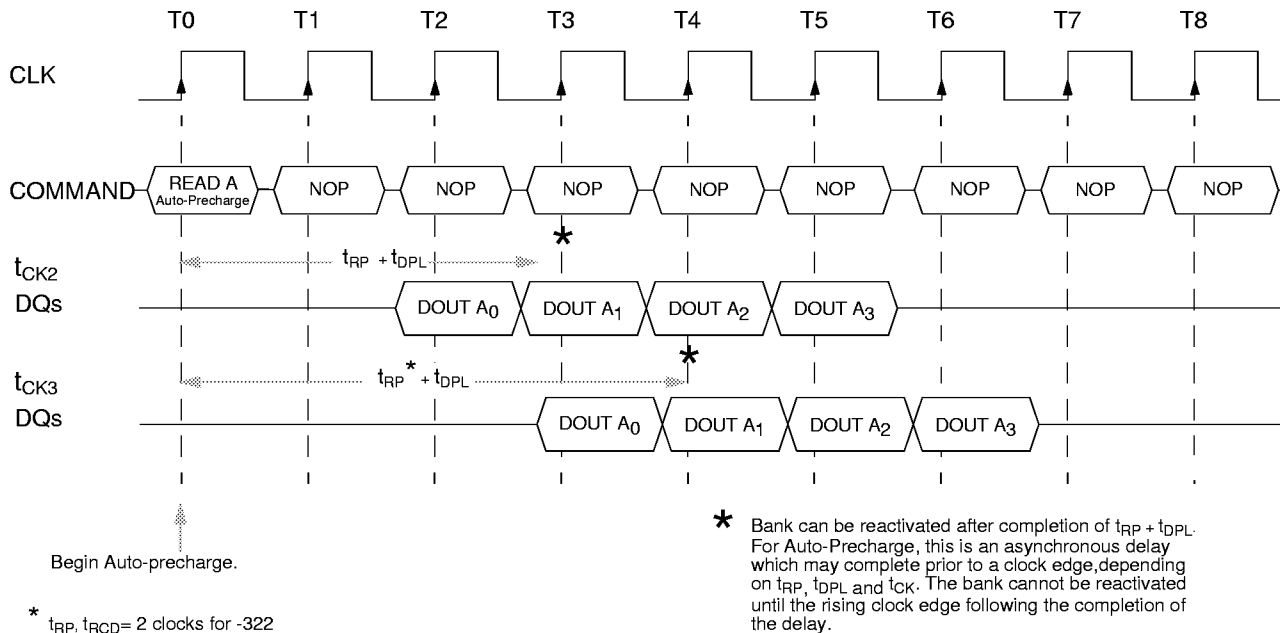 T0 T1 T2 T3 T4 T5 T6 T7 T8
CLK
COMMAND
READ A
Auto-Precharge
NOP NOP NOP NOP NOP NOP NOP NOP
*
tCK2
tRP + tDPL
DQs
DOUT A0 DOUT A1 DOUT A2 DOUT A3
*
tCK3
tRP* + tDPL
DQs
DOUT A0 DOUT A1 DOUT A2 DOUT A3
Begin Auto-precharge.
* tRP, tRCD= 2 clocks for -322
* Bank can be reactivated after completion of tRP + tDPL.
For Auto-Precharge, this is an asynchronous delay
which may complete prior to a clock edge,depending
on tRP, tDPL and tCK. The bank cannot be reactivated
until the rising clock edge following the completion of
the delay.